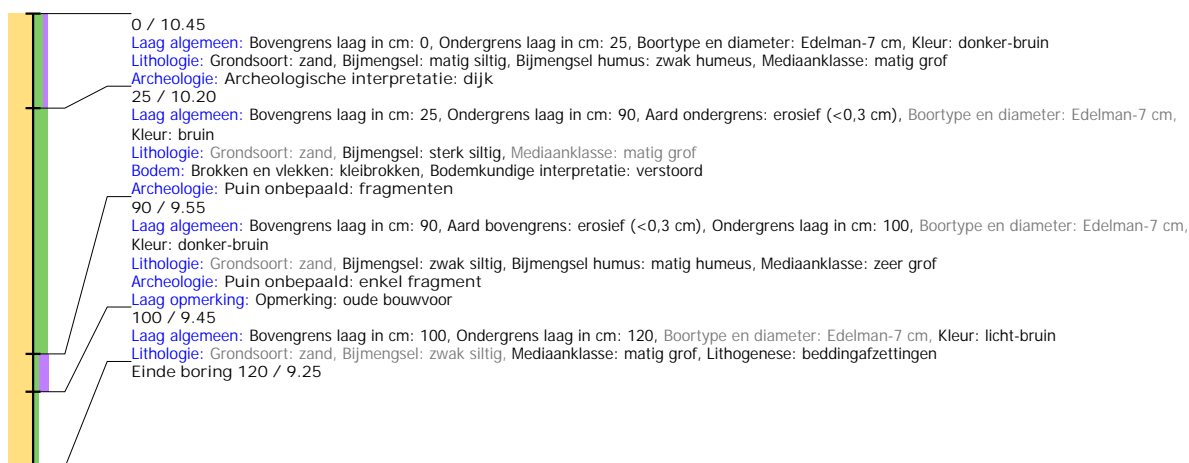 0 / 10.45
Laag algemeen: Bovengrens laag in cm: 0, Ondergrens laag in cm: 25, Boortype en diameter: Edelman-7 cm, Kleur: donker-bruin
Lithologie: Grondsoort: zand, Bijmengsel: matig siltig, Bijmengsel humus: zwak humeus, Mediaanklasse: matig grof
Archeologie: Archeologische interpretatie: dijk
25 / 10.20
Laag algemeen: Bovengrens laag in cm: 25, Ondergrens laag in cm: 90, Aard ondergrens: erosief (<0,3 cm), Boortype en diameter: Edelman-7 cm,
Kleur: bruin
Lithologie: Grondsoort: zand, Bijmengsel: sterk siltig, Mediaanklasse: matig grof
Bodem: Brokken en vlekken: kleibrokken, Bodemkundige interpretatie: verstoord
Archeologie: Puin onbepaald: fragmenten
90 / 9.55
Laag algemeen: Bovengrens laag in cm: 90, Aard bovengrens: erosief (<0,3 cm), Ondergrens laag in cm: 100, Boortype en diameter: Edelman-7 cm,
Kleur: donker-bruin
Lithologie: Grondsoort: zand, Bijmengsel: zwak siltig, Bijmengsel humus: matig humeus, Mediaanklasse: zeer grof
Archeologie: Puin onbepaald: enkel fragment
Laag opmerking: Opmerking: oude bouwvoor
100 / 9.45
Laag algemeen: Bovengrens laag in cm: 100, Ondergrens laag in cm: 120, Boortype en diameter: Edelman-7 cm, Kleur: licht-bruin
Lithologie: Grondsoort: zand, Bijmengsel: zwak siltig, Mediaanklasse: matig grof, Lithogenese: beddingafzettingen
Einde boring 120 / 9.25